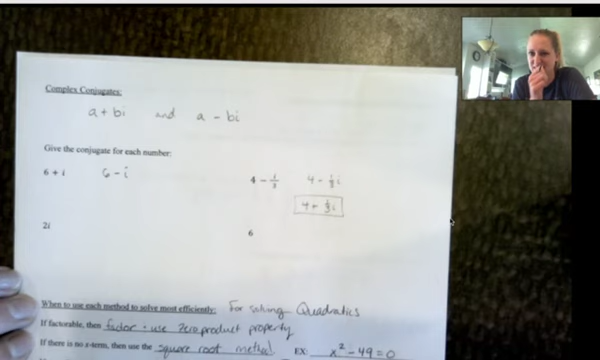 Complex Conjugates:
a + bi and a - bi
Give the conjugate for each number:
6 + i 6 - i
4 - i/3 4 - 1/3 i
4 + 1/3 i
2i 6
When to use each method to solve most efficiently: For solving Quadratics
If factorable, then factor + use zero product property
If there is no x-term, then use the square root method. EX: x² - 49 = 0